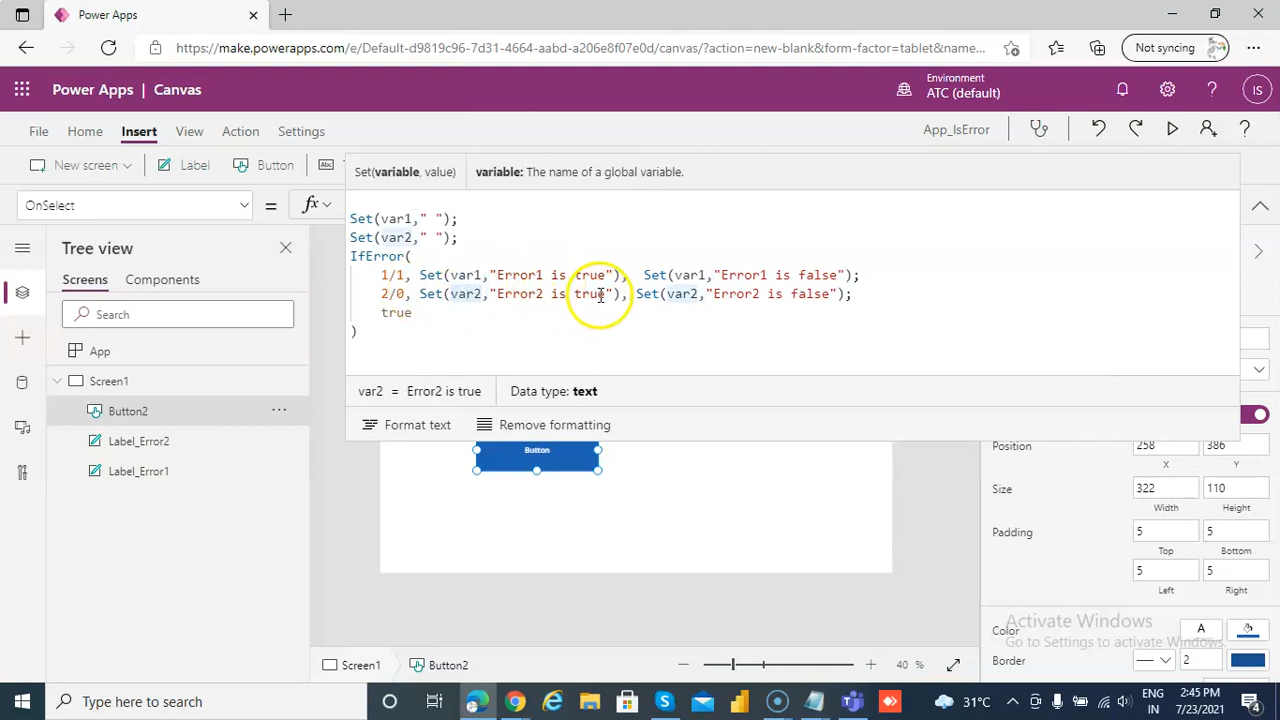 Power Apps
https://make.powerapps.com/e/Default-d9819c96-7d31-4664-aabd-a206e8f07e0d/canvas/?action=new-blank&form-factor=tablet&name...
Not syncing
Power Apps | Canvas
Environment
ATC (default)
IS
File Home Insert View Action Settings
App_IsError
New screen Label Button Abc
Set(variable, value) variable: The name of a global variable.
OnSelect = fx
Set(var1," ");
Set(var2," ");
IfError(
1/1, Set(var1,"Error1 is true"), Set(var1,"Error1 is false");
2/0, Set(var2,"Error2 is true"), Set(var2,"Error2 is false");
true
)
var2 = Error2 is true Data type: text
Format text Remove formatting
Tree view
Screens Components
Search
App
Screen1
Button2
Label_Error2
Label_Error1
Button
Position 258 386
X Y
Size 322 110
Width Height
Padding 5 5
Top Bottom
5 5
Left Right
Color A
Border 2
Activate Windows
Go to Settings to activate Windows.
Screen1 Button2 40 %
Type here to search
31°C
ENG
IN
2:45 PM
7/23/2021
4